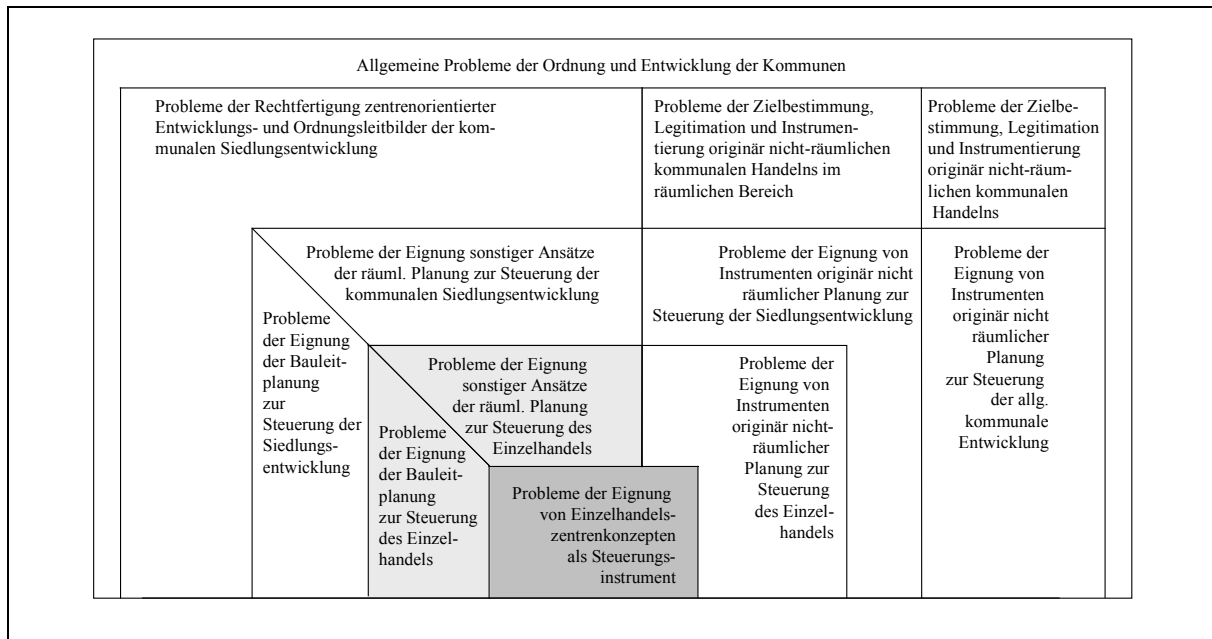 Allgemeine Probleme der Ordnung und Entwicklung der Kommunen
Probleme der Rechtfertigung zentrenorientierter
Entwicklungs- und Ordnungsleitbilder der kom-
munalen Siedlungsentwicklung
Probleme der Zielbestimmung,
Legitimation und Instrumen-
tierung originär nicht-räumlichen
kommunalen Handelns im
räumlichen Bereich
Probleme der Zielbe-
stimmung, Legitimation
und Instrumentierung
originär nicht-räum-
lichen kommunalen
Handelns
Probleme der Eignung sonstiger Ansätze
der räuml. Planung zur Steuerung der
kommunalen Siedlungsentwicklung
Probleme der Eignung von
Instrumenten originär nicht
räumlicher Planung zur
Steuerung der Siedlungsentwicklung
Probleme der
Eignung von
Instrumenten
originär nicht
räumlicher
Planung
zur Steuerung
der allg.
kommunale
Entwicklung
Probleme
der Eignung
der Bauleit-
planung
zur
Steuerung der
Siedlungs-
entwicklung
Probleme der Eignung
sonstiger Ansätze
der räuml. Planung
zur Steuerung des
Einzelhandels
Probleme der
Eignung von
Instrumenten
originär nicht-
räumlicher
Planung zur
Steuerung
des Einzel-
handels
Probleme
der Eignung
der Bauleit-
planung
zur Steuerung
des Einzel-
handels
Probleme der Eignung
von Einzelhandels-
zentrenkonzepten
als Steuerungs-
instrument